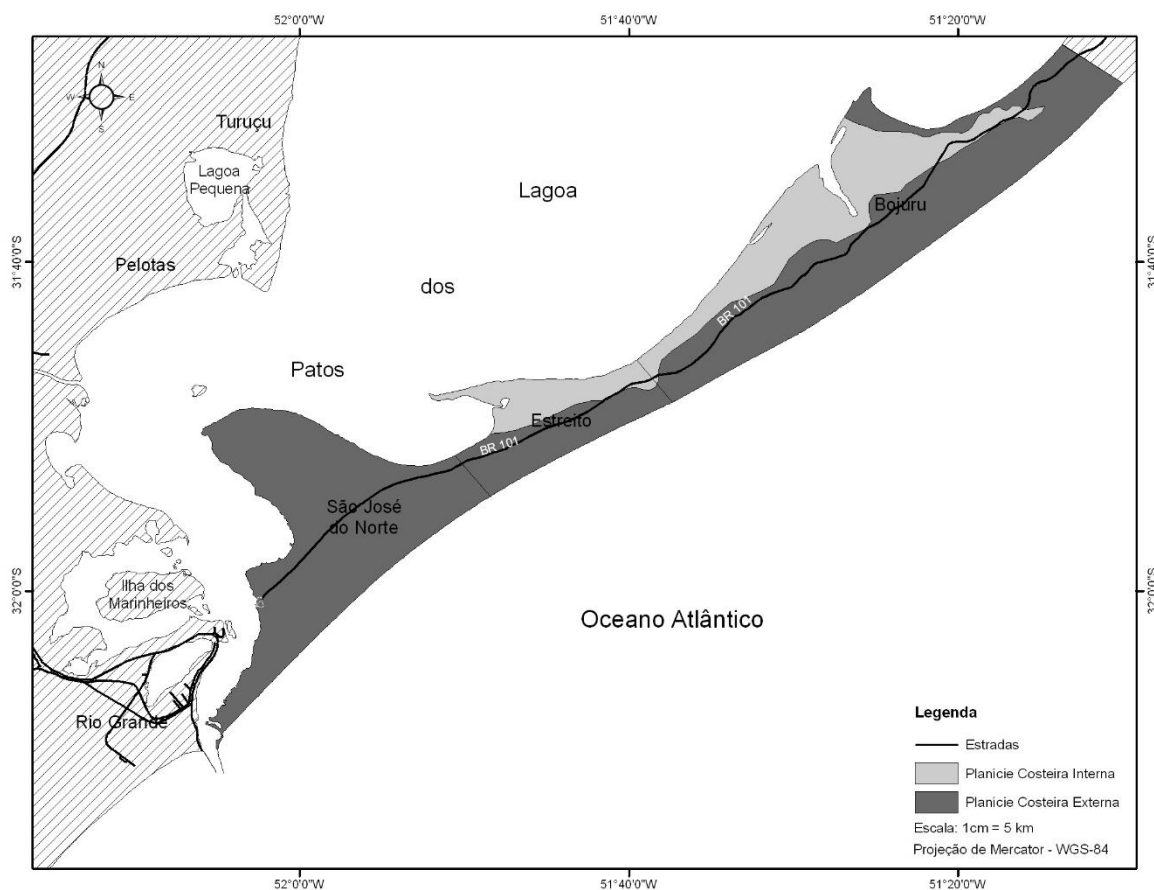 52°0'0"W
51°40'0"W
51°20'0"W
N
W
E
S
Turuçu
Lagoa
Pequena
Lagoa
Bojuru
31°40'0"S
Pelotas
31°40'0"S
dos
BR 101
Patos
Estreito
BR 101
São José
do Norte
Ilha dos
Marinheiros
32°0'0"S
32°0'0"S
Oceano Atlântico
Rio Grande
Legenda
Estradas
Planicie Costeira Interna
Planicie Costeira Externa
Escala: 1cm = 5 km
Projeção de Mercator - WGS-84
52°0'0"W
51°40'0"W
51°20'0"W